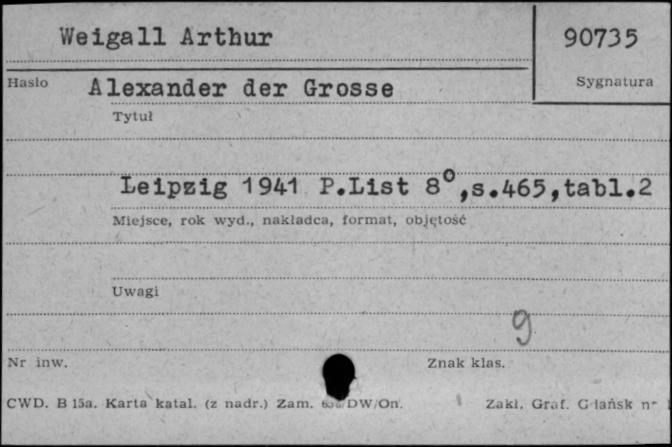 Weigall Arthur 90735
Hasło Alexander der Grosse Sygnatura
Tytuł
Leipzig 1941 P.List 8°,s.465,tabl.2
Miejsce, rok wyd., nakładca, format, objętość
Uwagi
9
Nr inw. Znak klas.
CWD. B 15a. Karta katal. (z nadr.) Zam. DW/On. Zakł. Graf. Gdańsk nr